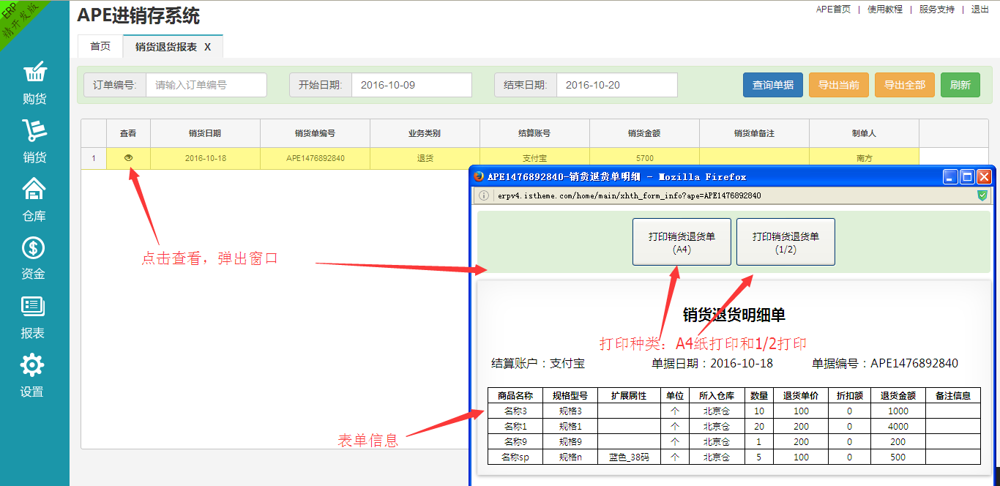 ERP
精开发版
APE进销存系统
APE首页 | 使用教程 | 服务支持 | 退出
首页
销货退货报表 X
购货
销货
仓库
资金
报表
设置
订单编号: 请输入订单编号 开始日期: 2016-10-09 结束日期: 2016-10-20 查询单据 导出当前 导出全部 刷新
查看 销货日期 销货单编号 业务类别 结算账号 销货金额 销货单备注 制单人
1 2016-10-18 APE1476892840 退货 支付宝 5700 南方
点击查看，弹出窗口
APE1476892840-销货退货单明细 - Mozilla Firefox
erpv4.istheme.com/home/main/xhth_form_info?ape=APE1476892840
打印销货退货单
(A4)
打印销货退货单
(1/2)
销货退货明细单
打印种类：A4纸打印和1/2打印
结算账户：支付宝 单据日期：2016-10-18 单据编号：APE1476892840
商品名称 规格型号 扩展属性 单位 所入仓库 数量 退货单价 折扣额 退货金额 备注信息
名称3 规格3 个 北京仓 10 100 0 1000
名称1 规格1 个 北京仓 20 200 0 4000
名称9 规格9 个 北京仓 1 200 0 200
名称sp 规格n 蓝色_38码 个 北京仓 5 100 0 500
表单信息